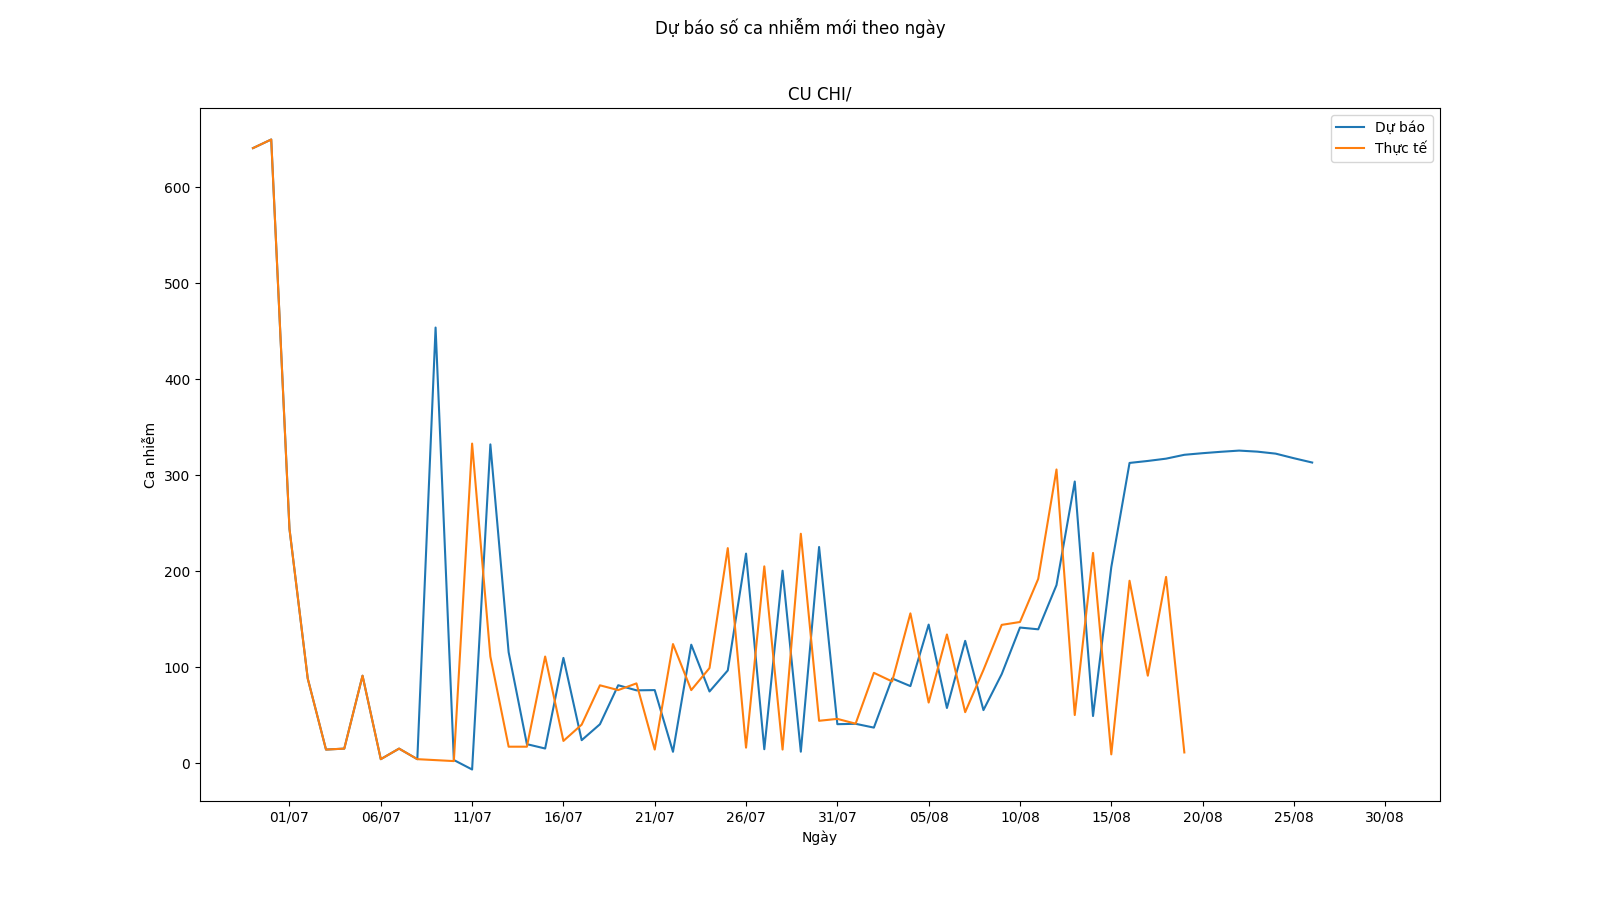 Dự báo số ca nhiễm mới theo ngày
CU CHI/
Dự báo
Thực tế
600
500
400
300
200
100
0
Ca nhiễm
01/07 06/07 11/07 16/07 21/07 26/07 31/07 05/08 10/08 15/08 20/08 25/08 30/08
Ngày